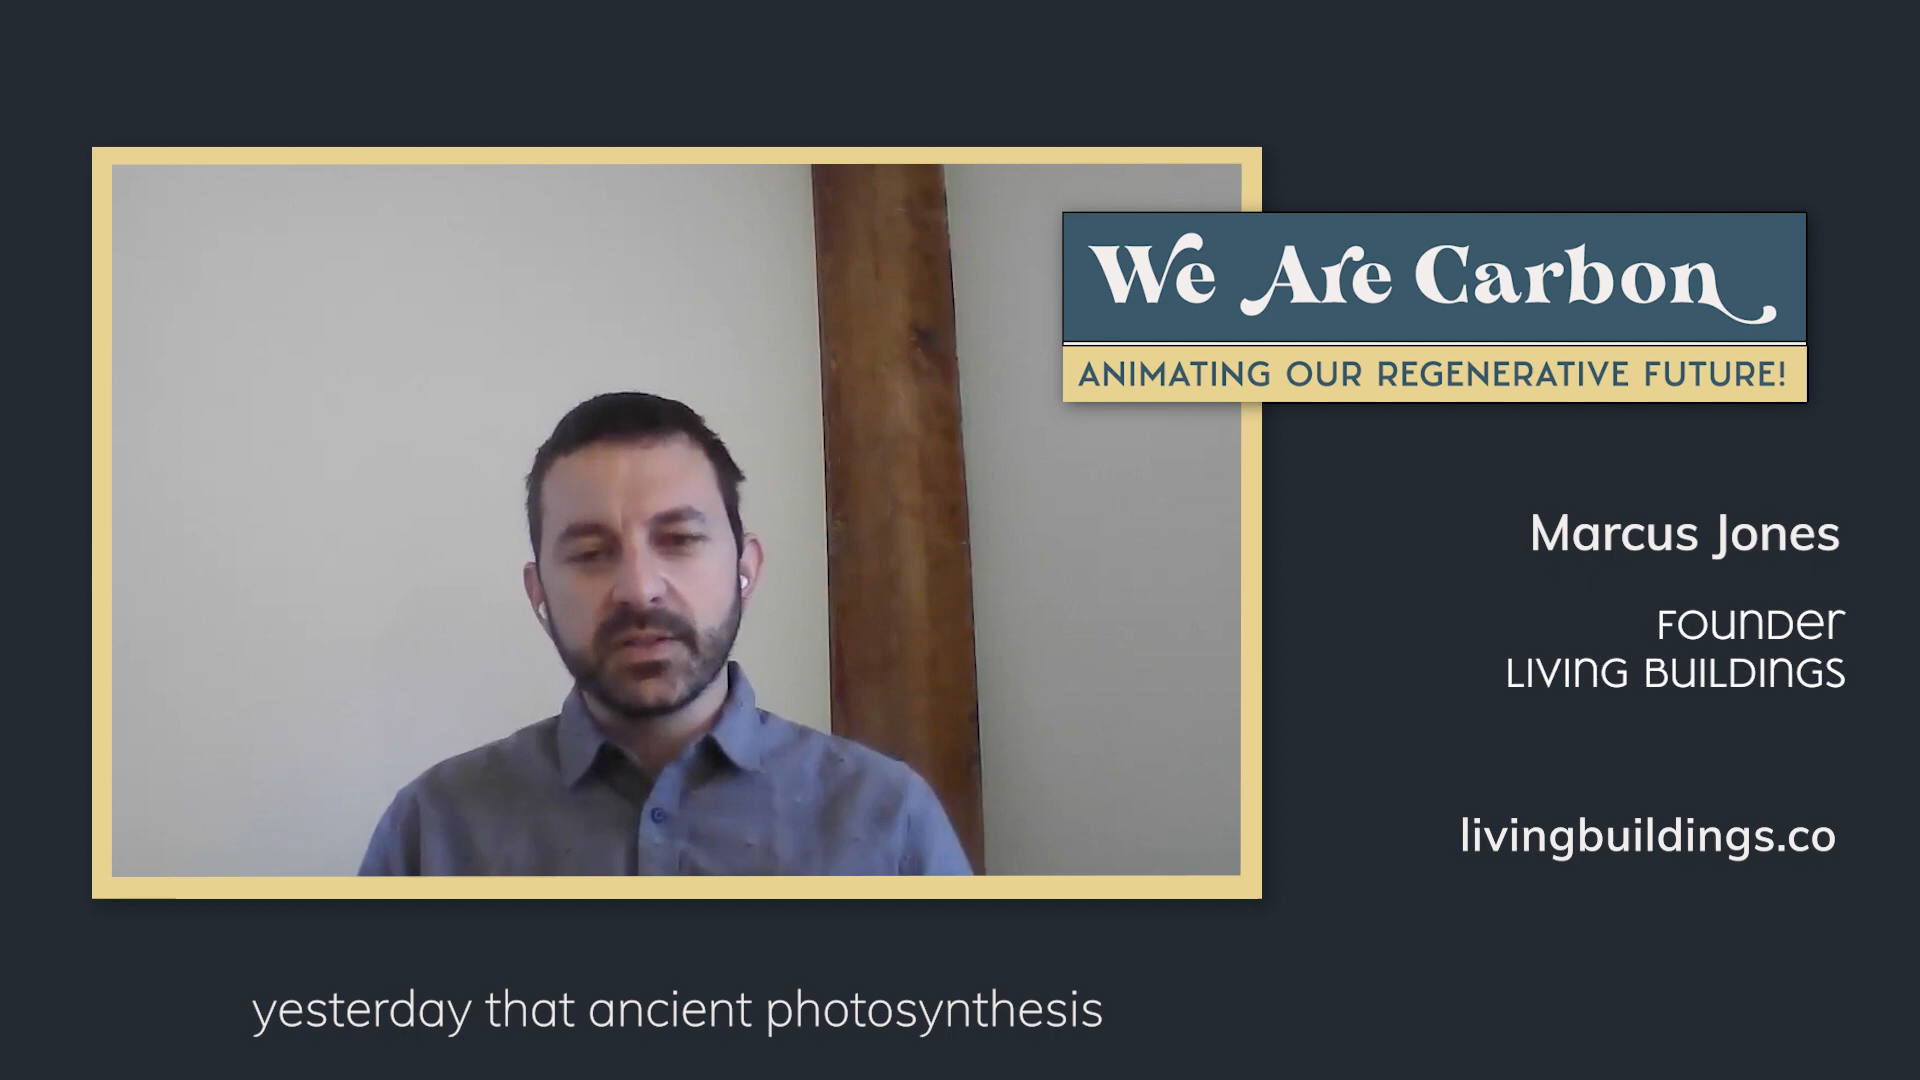 We Are Carbon
ANIMATING OUR REGENERATIVE FUTURE!
Marcus Jones
Founder
Living Buildings
livingbuildings.co
yesterday that ancient photosynthesis